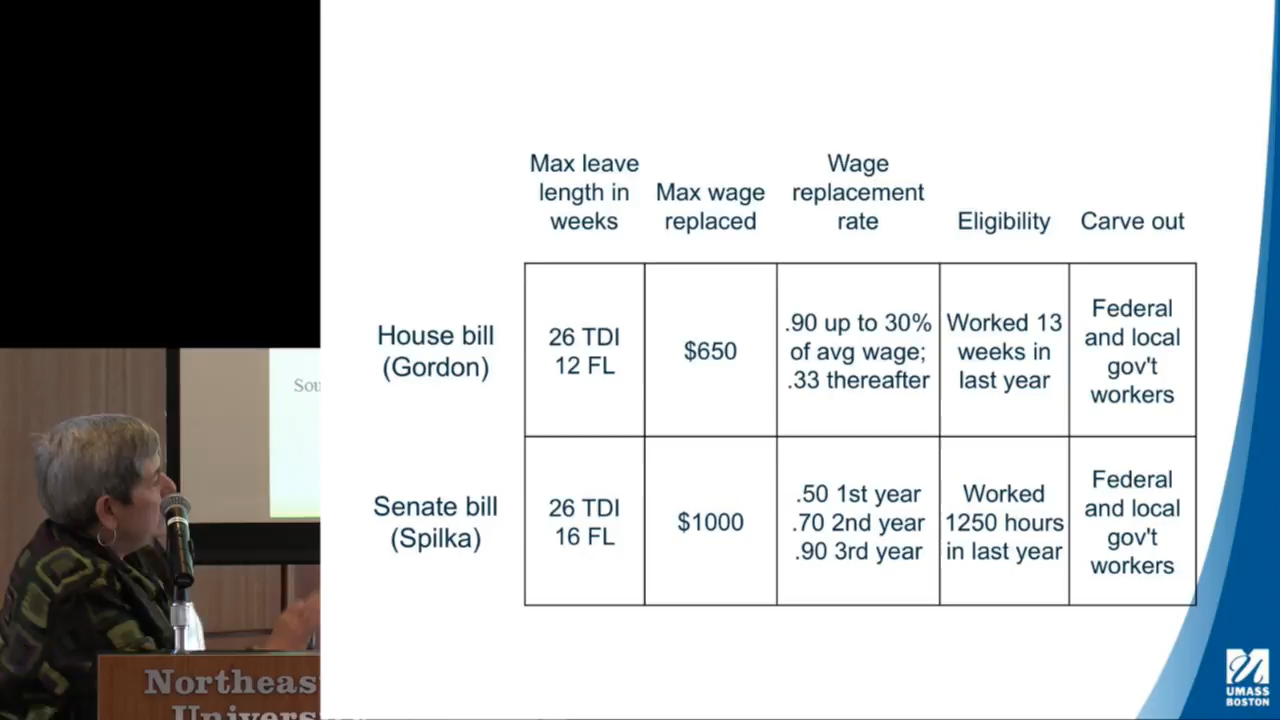 Max leave
length in
weeks
Max wage
replaced
Wage
replacement
rate
Eligibility
Carve out
House bill
(Gordon)
26 TDI
12 FL
$650
.90 up to 30%
of avg wage;
.33 thereafter
Worked 13
weeks in
last year
Federal
and local
gov't
workers
Senate bill
(Spilka)
26 TDI
16 FL
$1000
.50 1st year
.70 2nd year
.90 3rd year
Worked
1250 hours
in last year
Federal
and local
gov't
workers
Sou
Northeas
Univers
UMASS
BOSTON